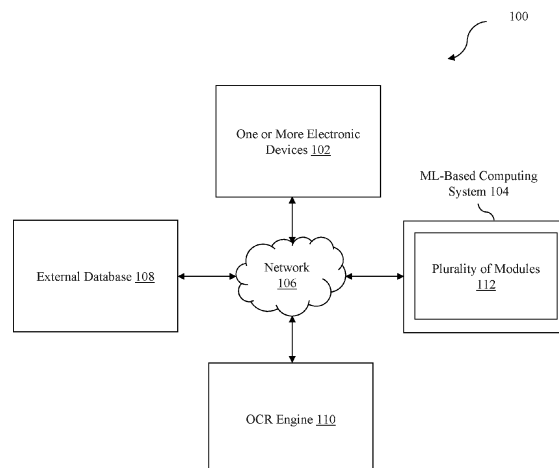 100
One or More Electronic
Devices 102
ML-Based Computing
System 104
External Database 108
Network
106
Plurality of Modules
112
OCR Engine 110